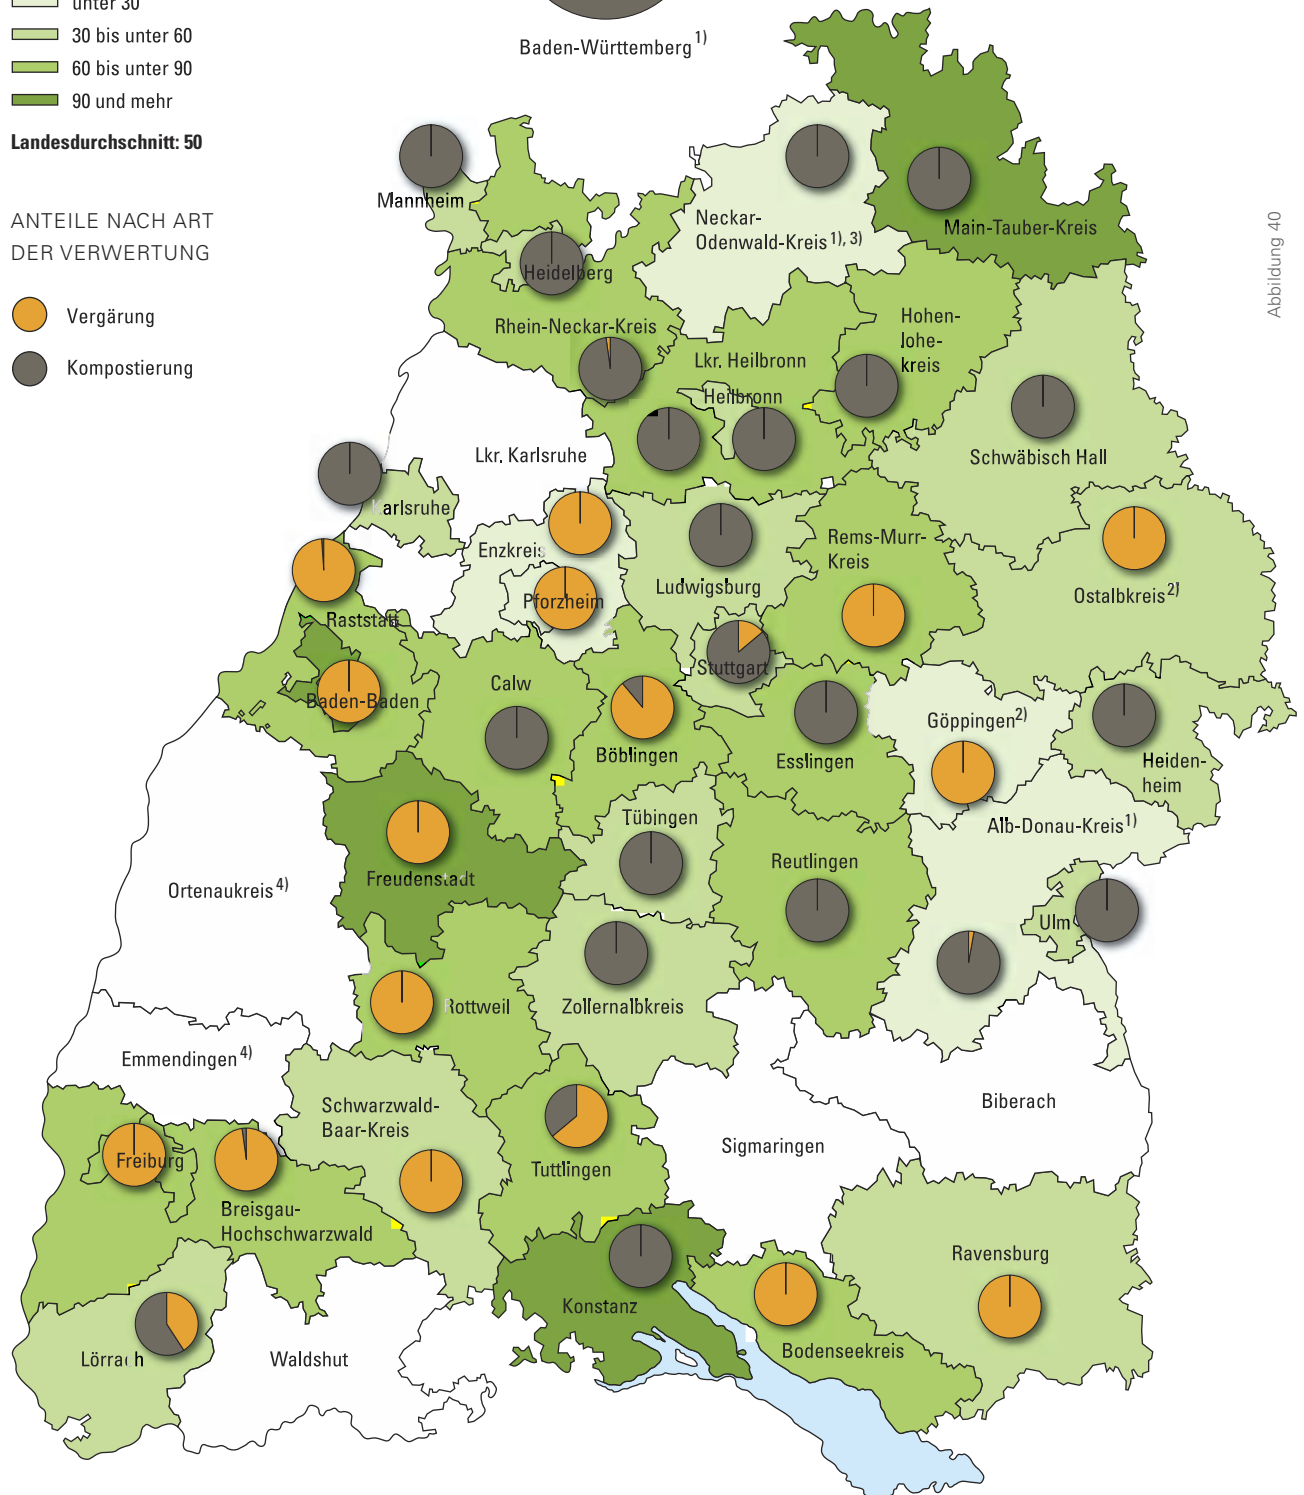 unter 30
30 bis unter 60
60 bis unter 90
90 und mehr
Landesdurchschnitt: 50
ANTEILE NACH ART
DER VERWERTUNG
Vergärung
Kompostierung
Baden-Württemberg 1)
Abbildung 40
Mannheim
Neckar-
Odenwald-Kreis 1), 3)
Main-Tauber-Kreis
Heidelberg
Rhein-Neckar-Kreis
Hohen-
lohe-
kreis
Lkr. Heilbronn
Heilbronn
Lkr. Karlsruhe
Schwäbisch Hall
Karlsruhe
Enzkreis
Pforzheim
Ludwigsburg
Rems-Murr-
Kreis
Ostalbkreis 2)
Raststatt
Stuttgart
Calw
Baden-Baden
Göppingen 2)
Böblingen
Esslingen
Heiden-
heim
Tübingen
Alb-Donau-Kreis 1)
Reutlingen
Freudenstadt
Ortenaukreis 4)
Ulm
Rottweil
Zollernalbkreis
Emmendingen 4)
Biberach
Schwarzwald-
Baar-Kreis
Sigmaringen
Freiburg
Tuttlingen
Breisgau-
Hochschwarzwald
Ravensburg
Konstanz
Bodenseekreis
Lörrach
Waldshut